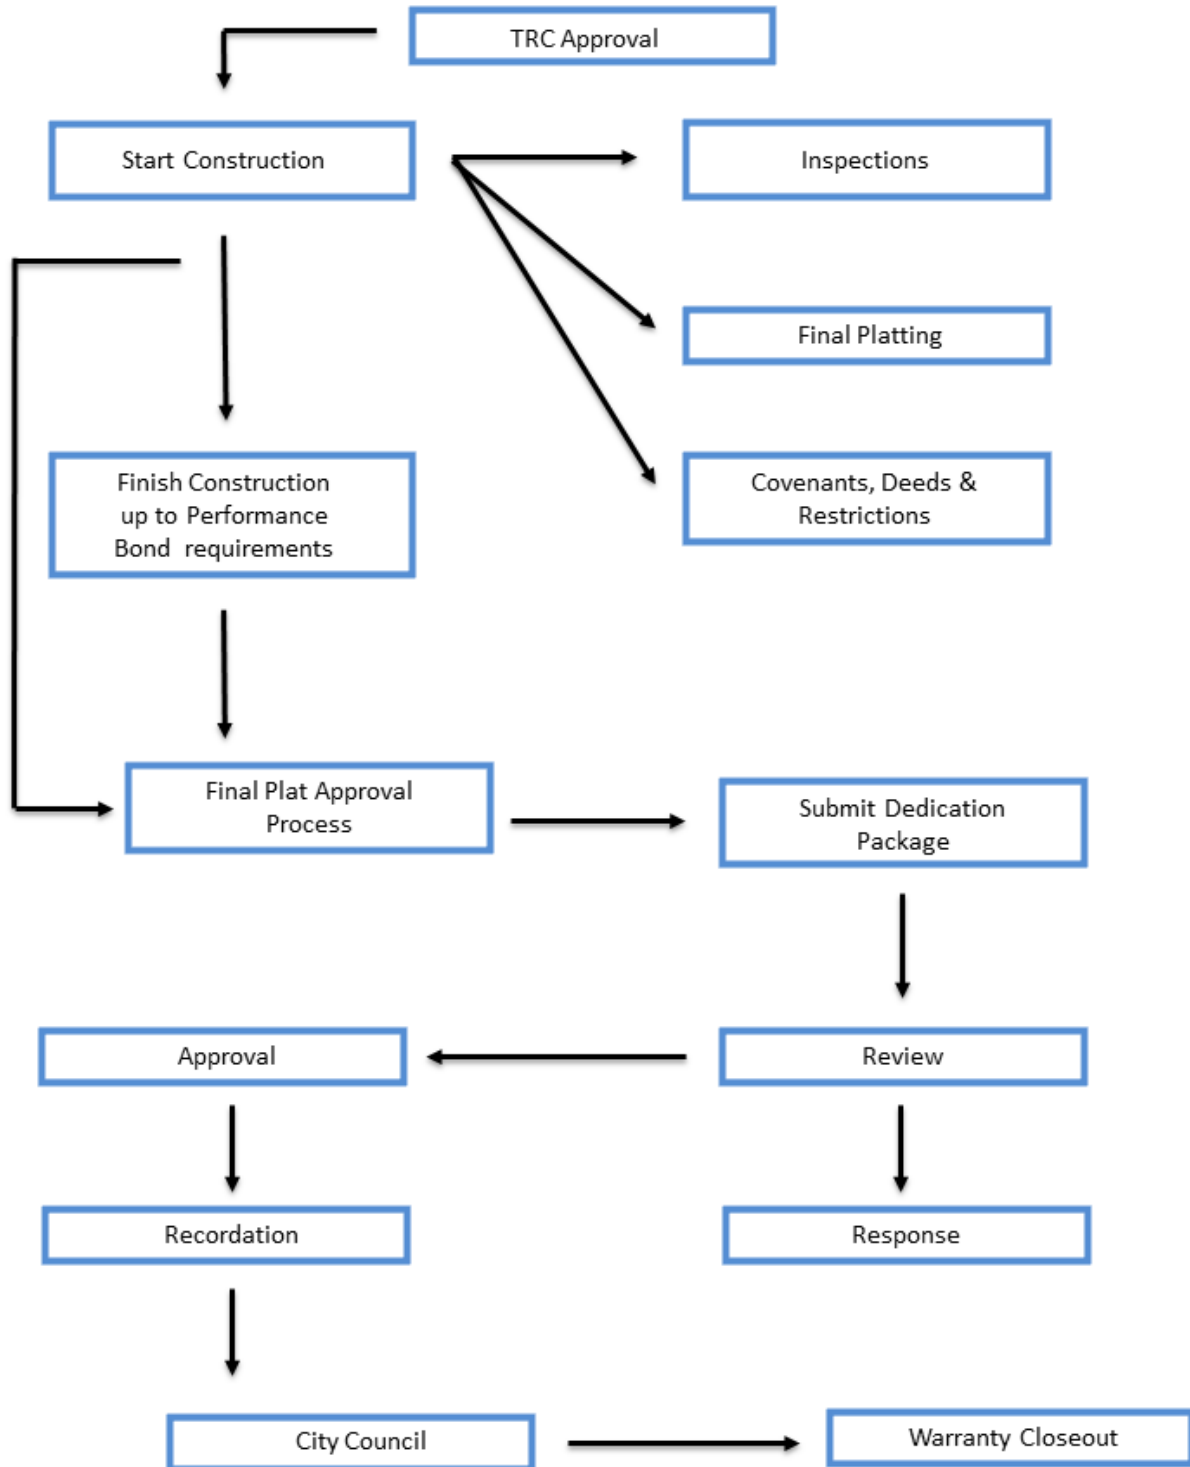 TRC Approval
Start Construction
Inspections
Final Platting
Finish Construction
up to Performance
Bond requirements
Covenants, Deeds &
Restrictions
Final Plat Approval
Process
Submit Dedication
Package
Approval
Review
Recordation
Response
City Council
Warranty Closeout